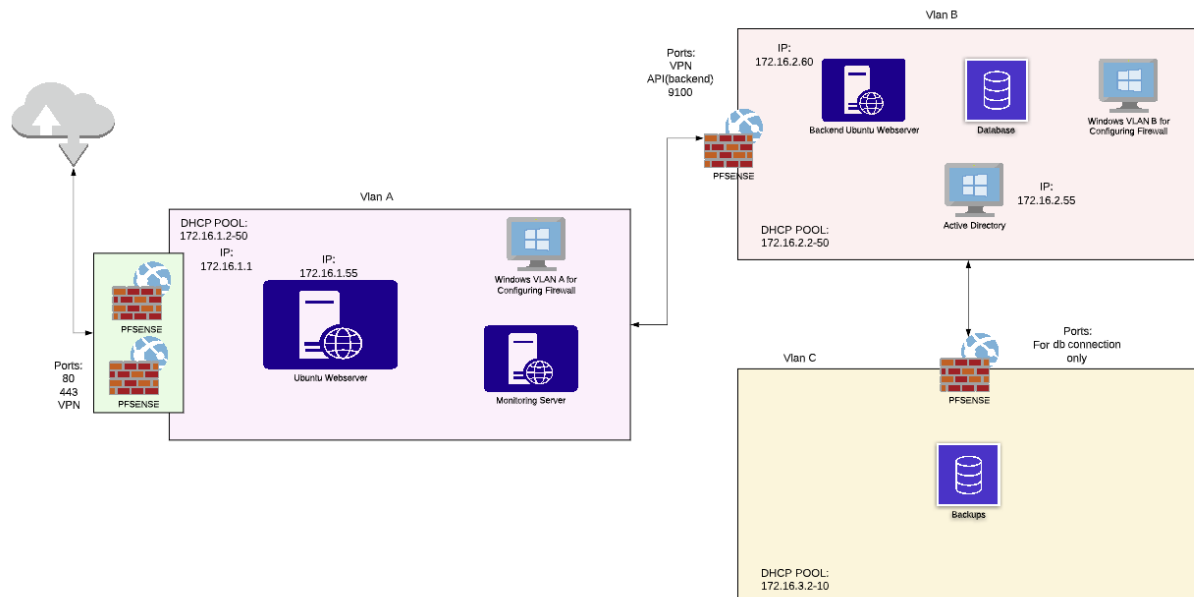 Vlan B
Ports:
VPN
API(backend)
9100
IP:
172.16.2.60
Backend Ubuntu Webserver
Database
Windows VLAN B for
Configuring Firewall
PFSENSE
IP:
172.16.2.55
Active Directory
DHCP POOL:
172.16.2.2-50
Vlan A
DHCP POOL:
172.16.1.2-50
IP:
172.16.1.1
IP:
172.16.1.55
Windows VLAN A for
Configuring Firewall
PFSENSE
PFSENSE
Ports:
80
443
VPN
Ubuntu Webserver
Monitoring Server
Ports:
For db connection
only
Vlan C
PFSENSE
Backups
DHCP POOL:
172.16.3.2-10